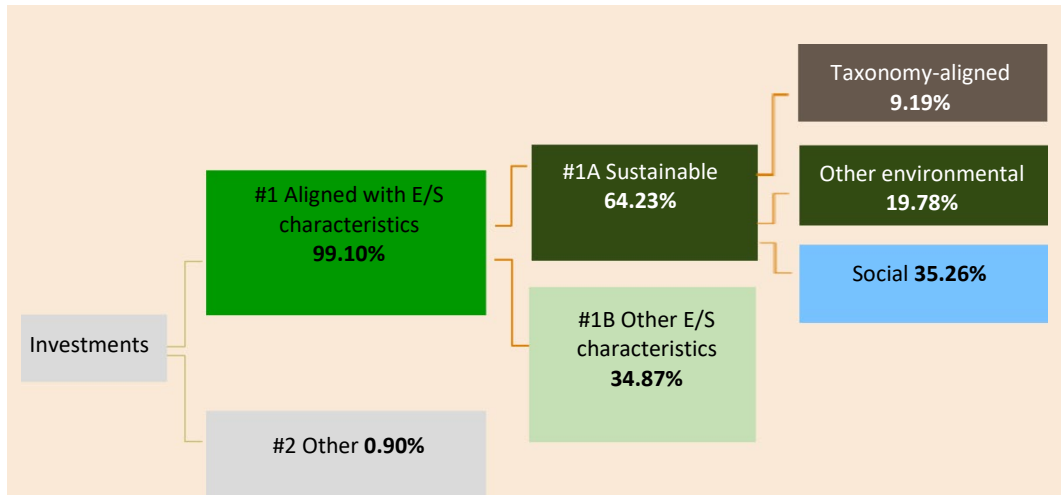 Investments
#1 Aligned with E/S
characteristics
99.10%
#2 Other 0.90%
#1A Sustainable
64.23%
#1B Other E/S
characteristics
34.87%
Taxonomy-aligned
9.19%
Other environmental
19.78%
Social 35.26%